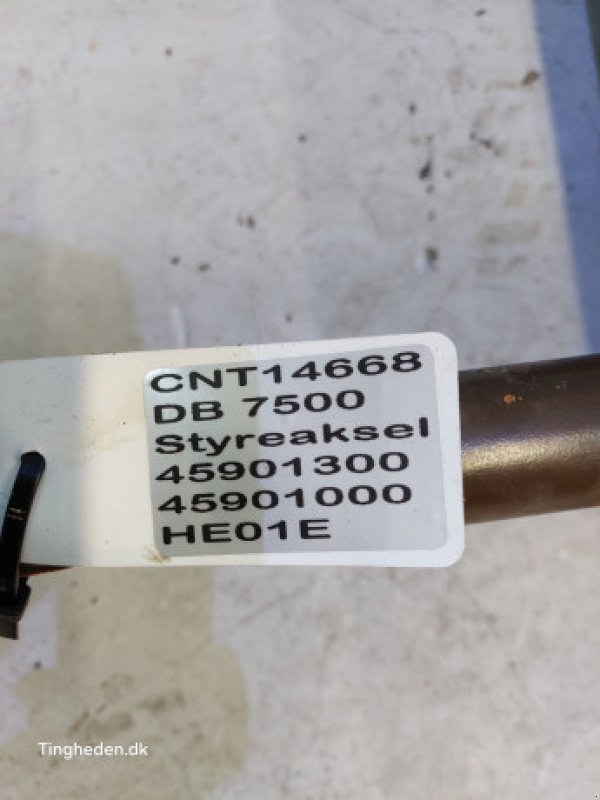 CNT14668
DB 7500
Styreaksel
45901300
45901000
HE01E
Tingheden.dk